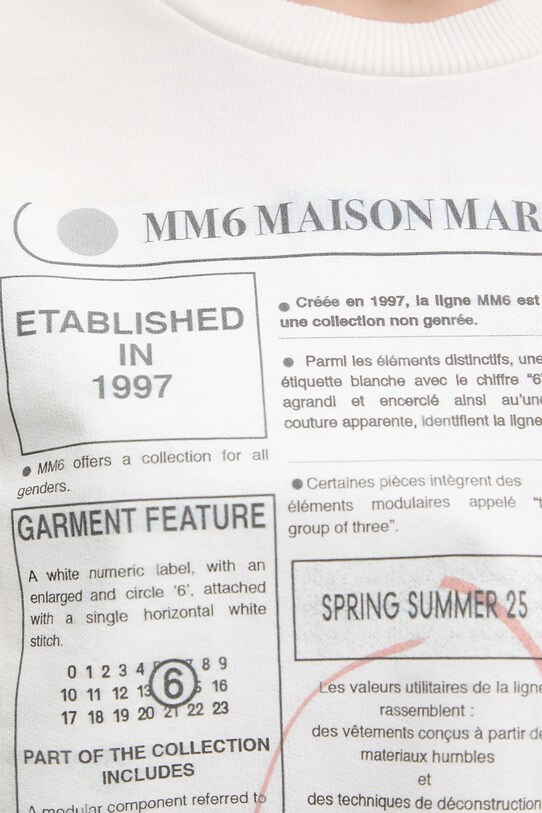 MM6 MAISON MAR
ETABLISHED
IN
1997
● MM6 offers a collection for all
genders.
GARMENT FEATURE
A white numeric label, with an
enlarged and circle ‘6’, attached
with a single horizontal white
stitch.
0 1 2 3 4 8 9
10 11 12 13 6 16
17 18 19 20 21 22 23
PART OF THE COLLECTION
INCLUDES
A modular component referred to
● Créée en 1997, la ligne MM6 est
une collection non genrée.
● Parmi les éléments distinctifs, une
étiquette blanche avec le chiffre “6”
agrandi et encerclé ainsi au'une
couture apparente, identifient la ligne
● Certaines pièces intègrent des
éléments modulaires appelé “t
group of three”.
SPRING SUMMER 25
Les valeurs utilitaires de la ligne
rassemblent :
des vêtements conçus à partir de
materiaux humbles
et
des techniques de déconstruction